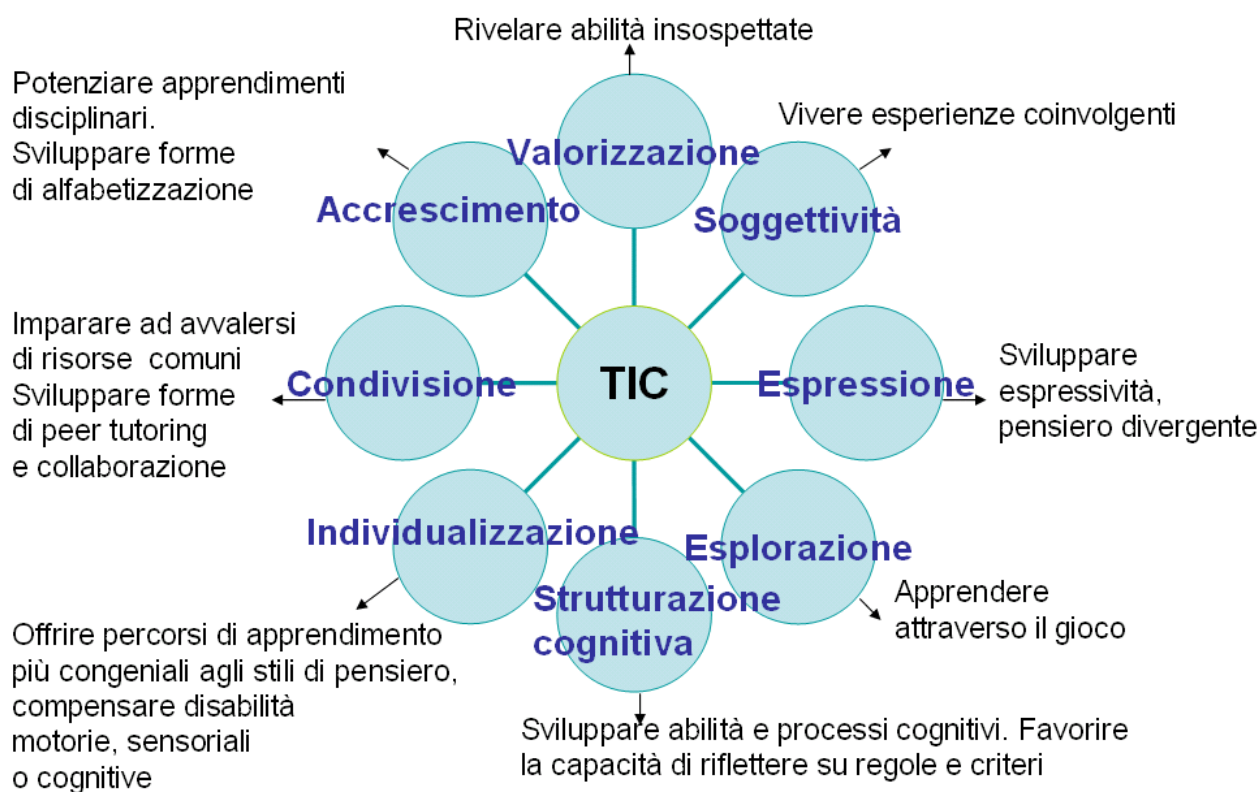 Rivelare abilità insospettate
Valorizzazione
Vivere esperienze coinvolgenti
Soggettività
Potenziare apprendimenti
disciplinari.
Sviluppare forme
di alfabetizzazione
Accrescimento
Imparare ad avvalersi
di risorse comuni
Sviluppare forme
di peer tutoring
e collaborazione
Condivisione
TIC
Espressione
Sviluppare
espressività,
pensiero divergente
Individualizzazione
Offrire percorsi di apprendimento
più congeniali agli stili di pensiero,
compensare disabilità
motorie, sensoriali
o cognitive
Strutturazione
cognitiva
Sviluppare abilità e processi cognitivi. Favorire
la capacità di riflettere su regole e criteri
Esplorazione
Apprendere
attraverso il gioco